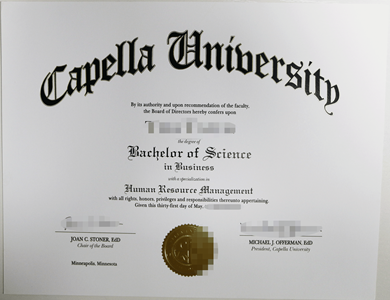 Capella University
By its authority and upon recommendation of the faculty,
the Board of Directors hereby confers upon
the degree of
Bachelor of Science
in Business
with a specialization in
Human Resource Management
with all rights, honors, privileges and responsibilities thereunto appertaining.
Given this thirty-first day of May,
JOAN C. STONER, EdD
Chair of the Board
MICHAEL J. OFFERMAN, EdD
President, Capella University
Minneapolis, Minnesota